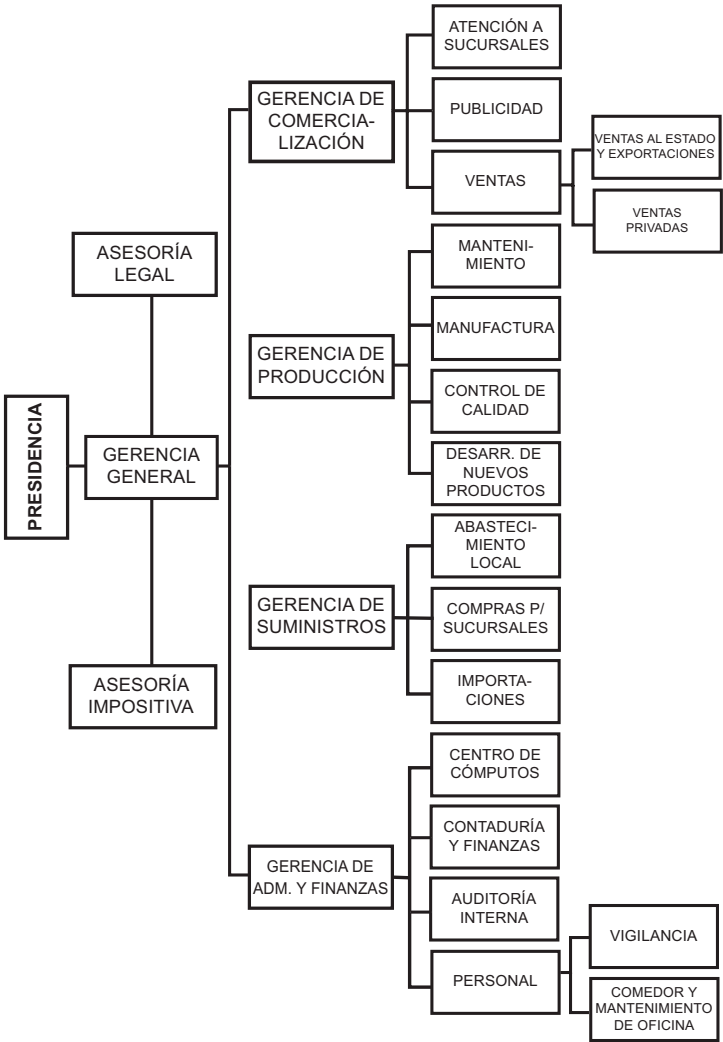 PRESIDENCIA
ASESORÍA
LEGAL
GERENCIA
GENERAL
ASESORÍA
IMPOSITIVA
GERENCIA DE
COMERCIA-
LIZACIÓN
ATENCIÓN A
SUCURSALES
PUBLICIDAD
VENTAS
VENTAS AL ESTADO
Y EXPORTACIONES
VENTAS
PRIVADAS
GERENCIA DE
PRODUCCIÓN
MANTENI-
MIENTO
MANUFACTURA
CONTROL DE
CALIDAD
DESARR. DE
NUEVOS
PRODUCTOS
GERENCIA DE
SUMINISTROS
ABASTECI-
MIENTO
LOCAL
COMPRAS P/
SUCURSALES
IMPORTA-
CIONES
GERENCIA DE
ADM. Y FINANZAS
CENTRO DE
CÓMPUTOS
CONTADURÍA
Y FINANZAS
AUDITORÍA
INTERNA
PERSONAL
VIGILANCIA
COMEDOR Y
MANTENIMIENTO
DE OFICINA